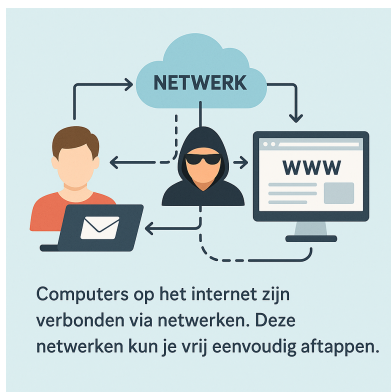 NETWERK
WWW
Computers op het internet zijn
verbonden via netwerken. Deze
netwerken kun je vrij eenvoudig aftappen.